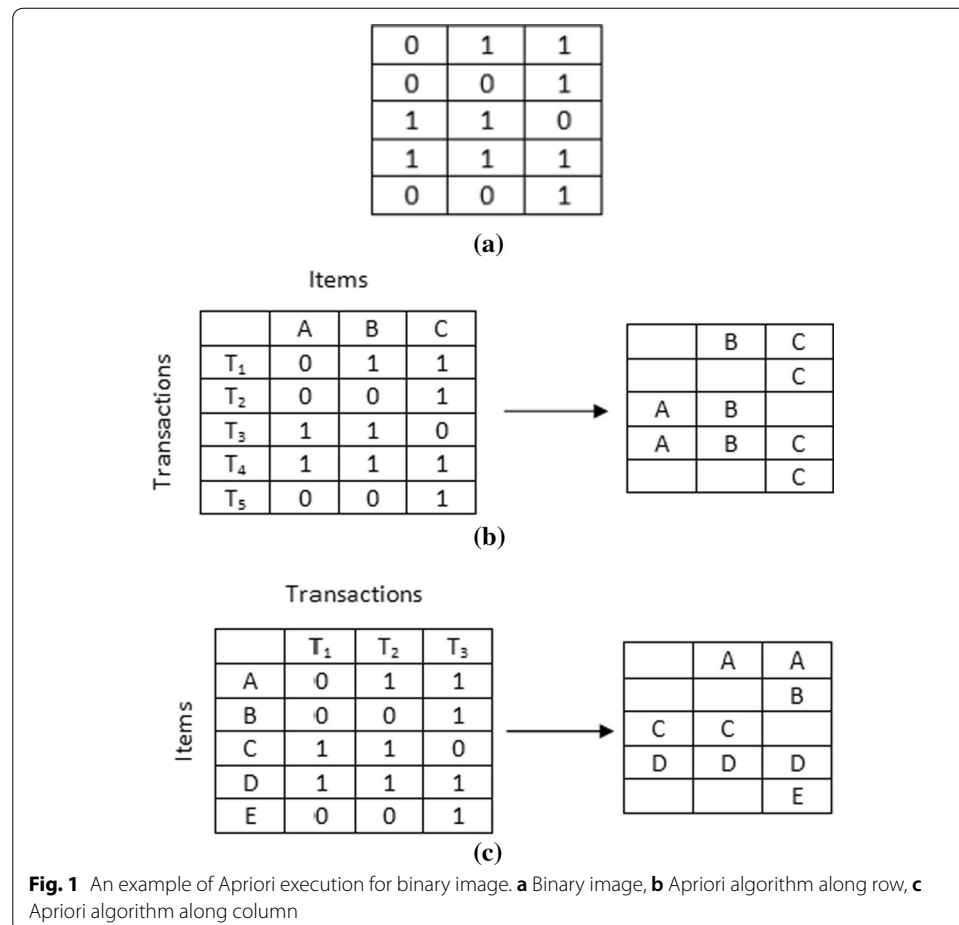 0 1 1
0 0 1
1 1 0
1 1 1
0 0 1
(a)
Items
Transactions
A B C
T₁ 0 1 1
T₂ 0 0 1
T₃ 1 1 0
T₄ 1 1 1
T₅ 0 0 1
B C
C
A B
A B C
C
(b)
Transactions
Items
T₁ T₂ T₃
A 0 1 1
B 0 0 1
C 1 1 0
D 1 1 1
E 0 0 1
A A
B
C C
D D D
E
(c)
Fig. 1 An example of Apriori execution for binary image. a Binary image, b Apriori algorithm along row, c
Apriori algorithm along column